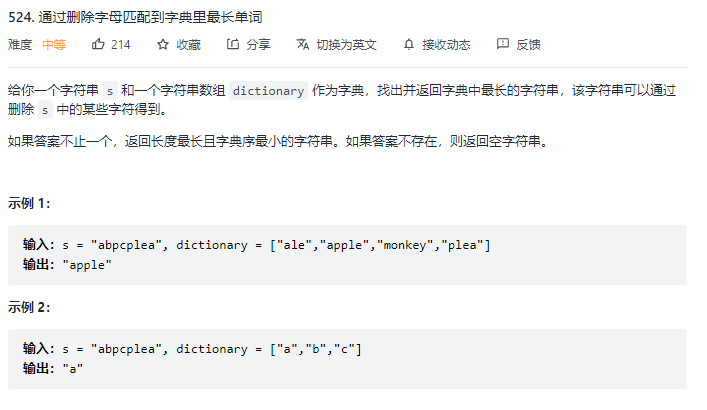 524. 通过删除字母匹配到字典里最长单词
难度 中等 214 收藏 分享 切换为英文 接收动态 反馈
给你一个字符串 s 和一个字符串数组 dictionary 作为字典，找出并返回字典中最长的字符串，该字符串可以通过
删除 s 中的某些字符得到。
如果答案不止一个，返回长度最长且字典序最小的字符串。如果答案不存在，则返回空字符串。
示例 1：
输入：s = "abpcplea", dictionary = ["ale","apple","monkey","plea"]
输出："apple"
示例 2：
输入：s = "abpcplea", dictionary = ["a","b","c"]
输出："a"